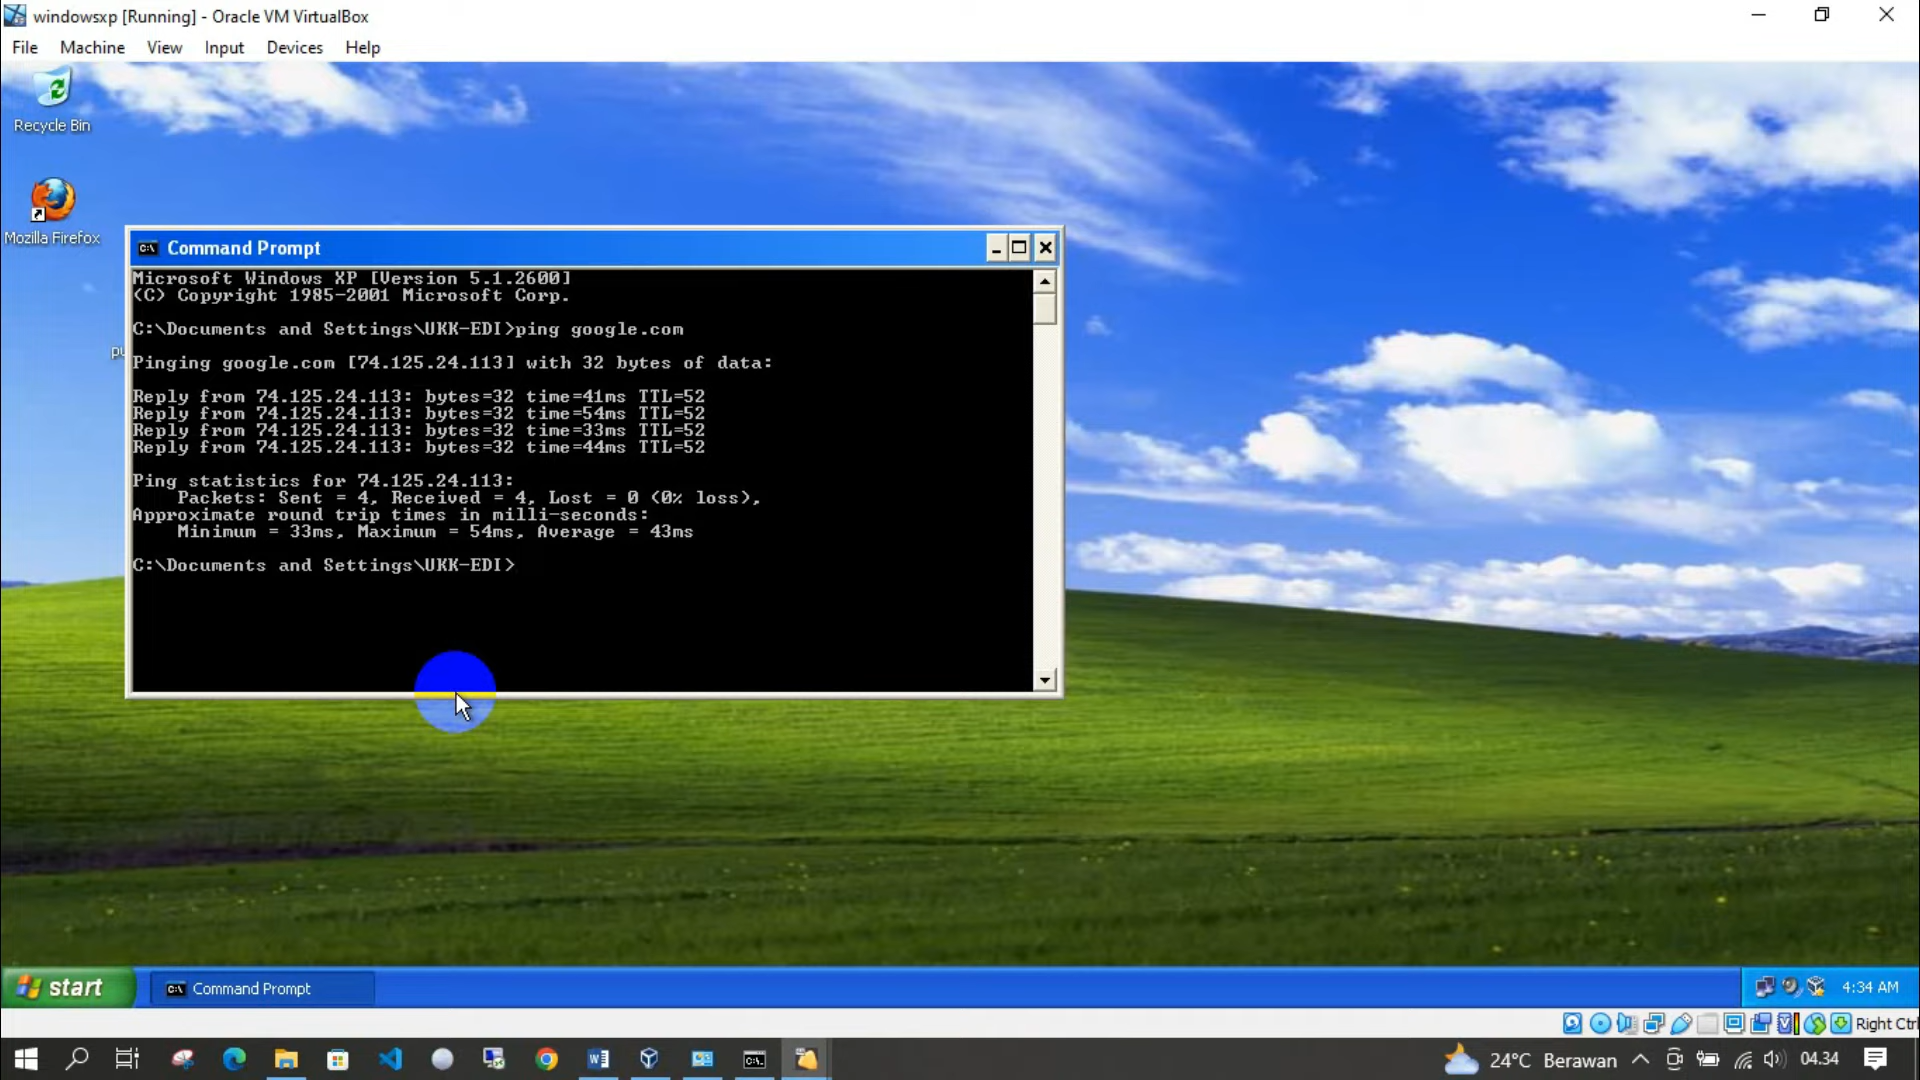 windowsxp [Running] - Oracle VM VirtualBox
File Machine View Input Devices Help
Recycle Bin
Mozilla Firefox
Command Prompt
Microsoft Windows XP [Version 5.1.2600]
(C) Copyright 1985-2001 Microsoft Corp.
C:\Documents and Settings\UKK-EDI>ping google.com
Pinging google.com [74.125.24.113] with 32 bytes of data:
Reply from 74.125.24.113: bytes=32 time=41ms TTL=52
Reply from 74.125.24.113: bytes=32 time=54ms TTL=52
Reply from 74.125.24.113: bytes=32 time=33ms TTL=52
Reply from 74.125.24.113: bytes=32 time=44ms TTL=52
Ping statistics for 74.125.24.113:
Packets: Sent = 4, Received = 4, Lost = 0 (0% loss),
Approximate round trip times in milli-seconds:
Minimum = 33ms, Maximum = 54ms, Average = 43ms
C:\Documents and Settings\UKK-EDI>
start Command Prompt 4:34 AM
Right Ctrl
24°C Berawan 04.34